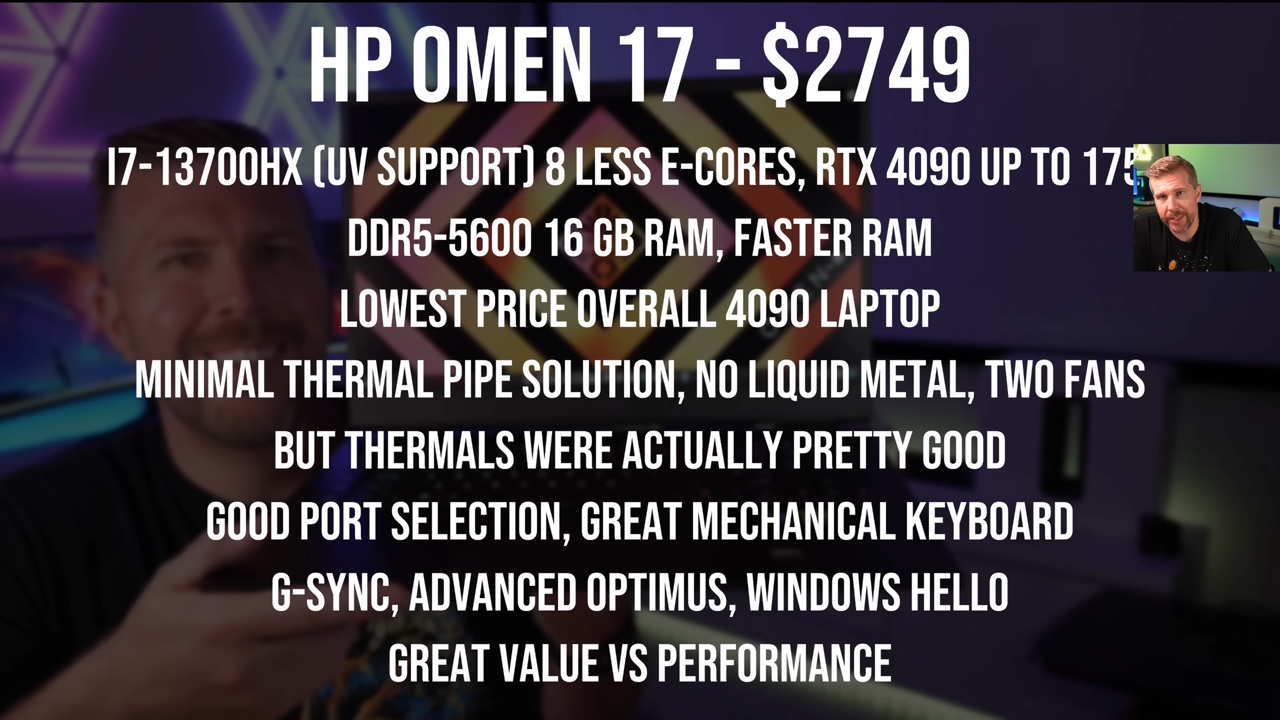 HP OMEN 17 - $2749
I7-13700HX (UV SUPPORT) 8 LESS E-CORES, RTX 4090 UP TO 175
DDR5-5600 16 GB RAM, FASTER RAM
LOWEST PRICE OVERALL 4090 LAPTOP
MINIMAL THERMAL PIPE SOLUTION, NO LIQUID METAL, TWO FANS
BUT THERMALS WERE ACTUALLY PRETTY GOOD
GOOD PORT SELECTION, GREAT MECHANICAL KEYBOARD
G-SYNC, ADVANCED OPTIMUS, WINDOWS HELLO
GREAT VALUE VS PERFORMANCE